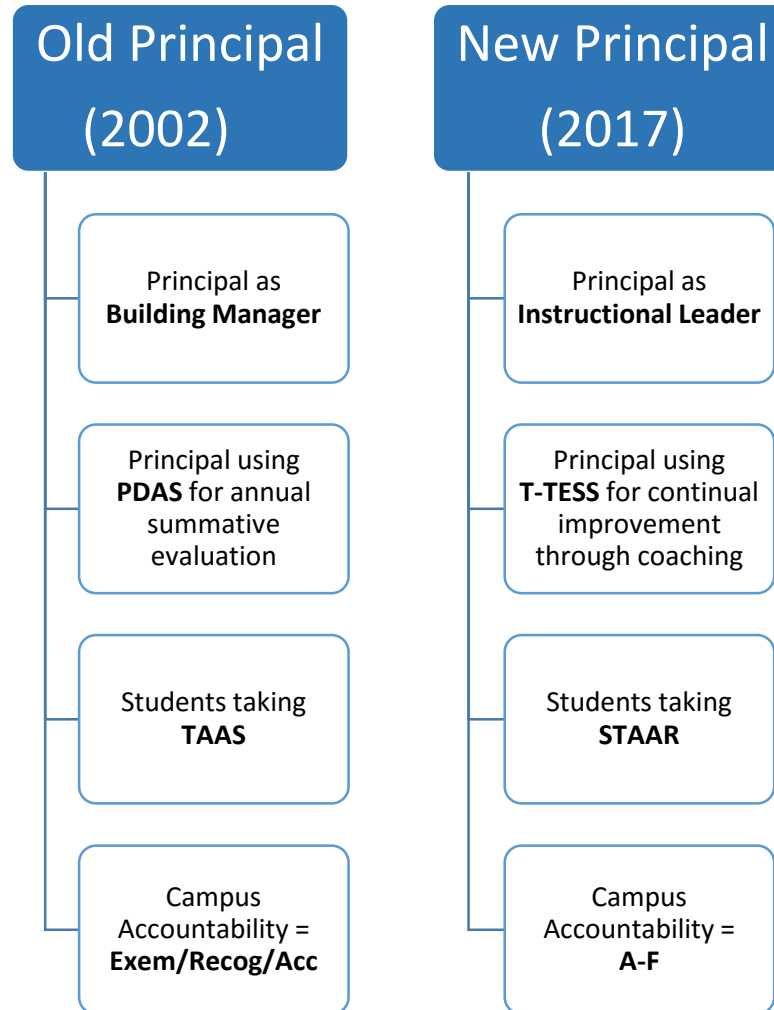 Old Principal
(2002)
Principal as
Building Manager
Principal using
PDAS for annual
summative
evaluation
Students taking
TAAS
Campus
Accountability =
Exem/Recog/Acc
New Principal
(2017)
Principal as
Instructional Leader
Principal using
T-TESS for continual
improvement
through coaching
Students taking
STAAR
Campus
Accountability =
A-F